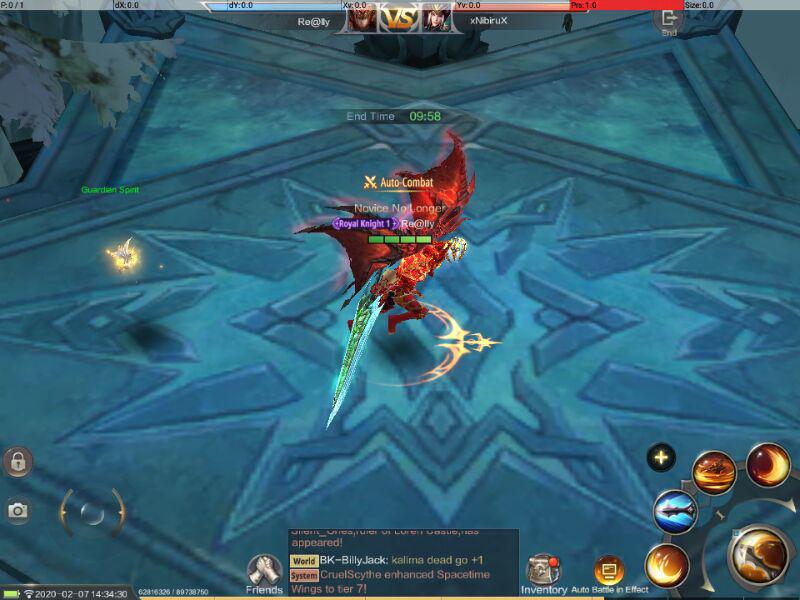 P: 0 / 1 dX: 0.0 dY: 0.0 Xv: 0.0 Yv: 0.0 Prs: 1.0 Size: 0.0
Re@lly VS xNibiruX
End
End Time 09:58
Auto-Combat
Guardian Spirit
Novice No Longer
Royal Knight 1 Re@lly
Silent_Ones,ruler of Loren Castle,has
appeared!
World BK-BillyJack: kalima dead go +1
System CruelScythe enhanced Spacetime
Wings to tier 7!
Friends
Inventory
Auto Battle in Effect
2020-02-07 14:34:30
62816326 / 89738750